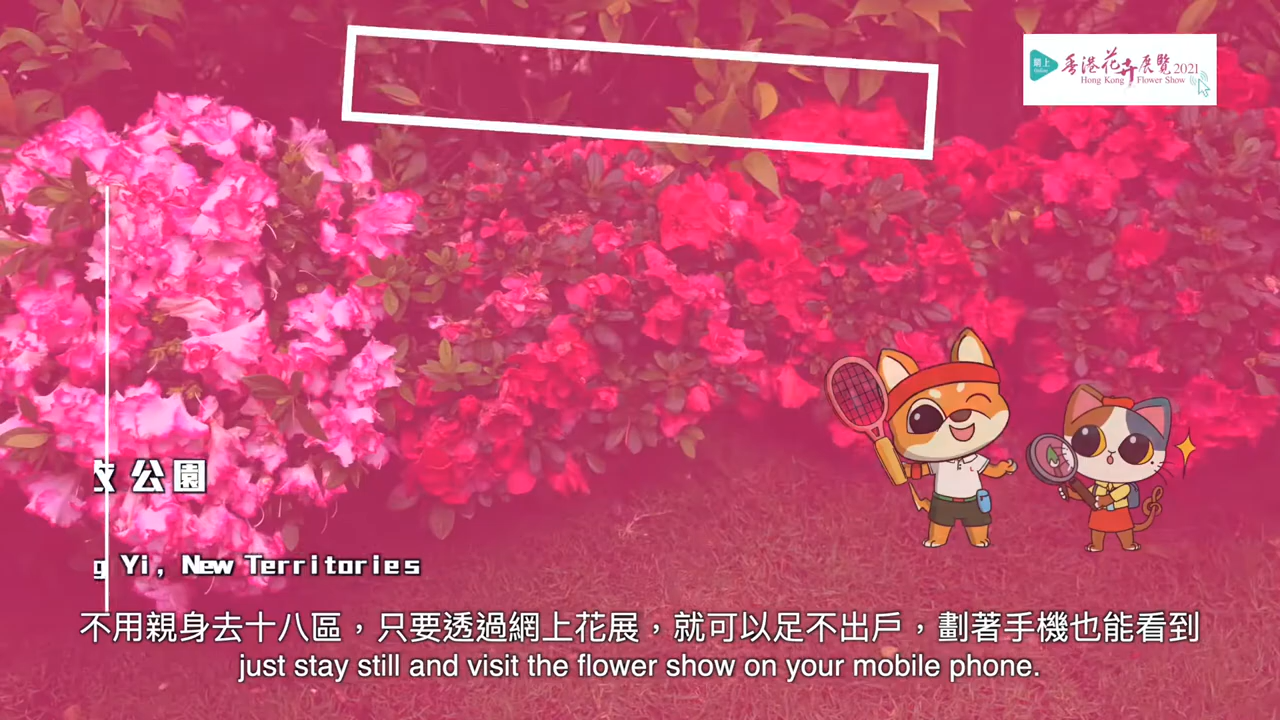 網上
Online
香港花卉展覽2021
Hong Kong Flower Show
公園
Yi, New Territories
不用親身去十八區，只要透過網上花展，就可以足不出戶，劃著手機也能看到
just stay still and visit the flower show on your mobile phone.